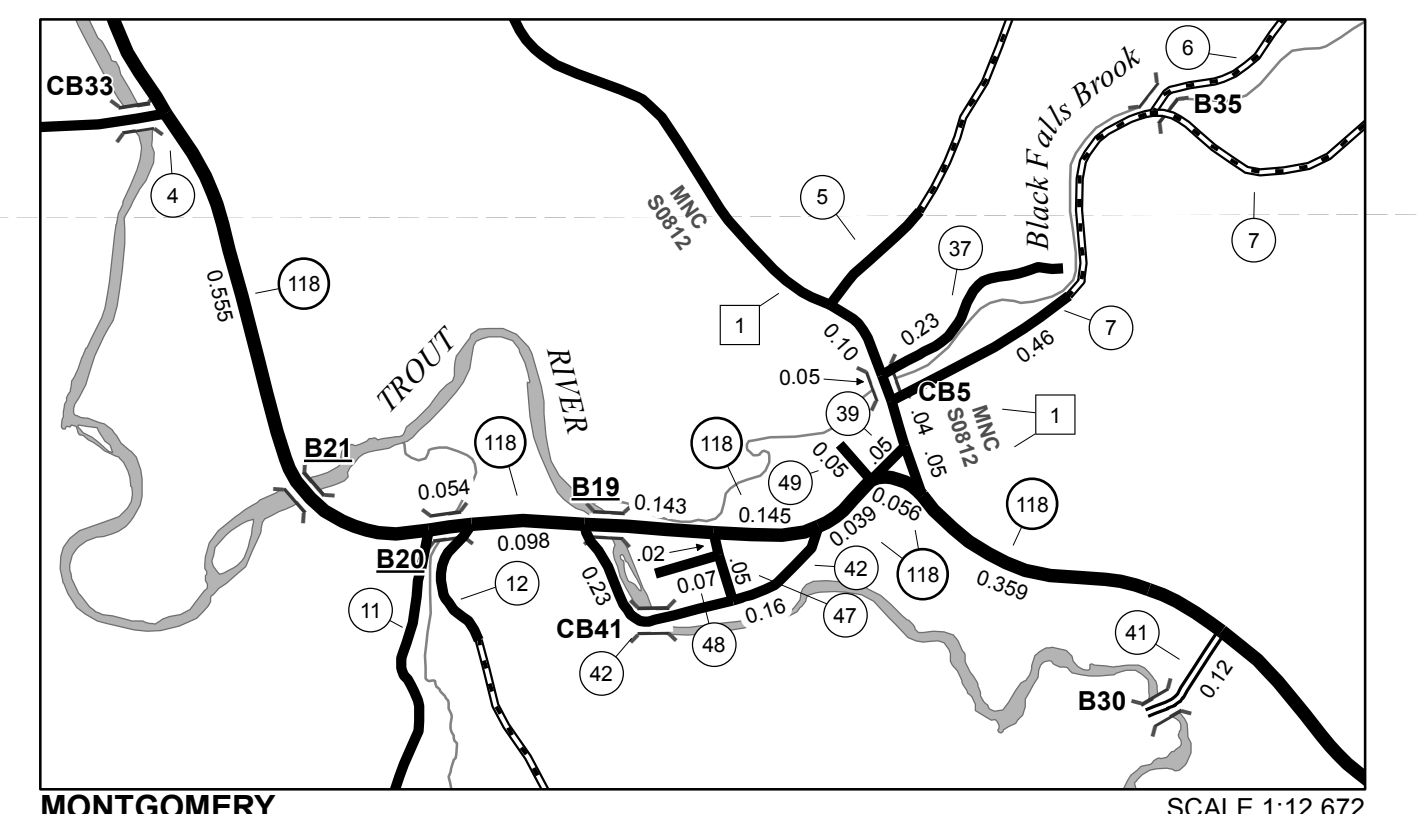 6
Black Falls Brook
CB33
B35
4
MNC
S0812
5
7
37
118
0.555
1
0.10
0.23
7
0.46
TROUT
RIVER
0.05
CB5
39
.04
MNC
S0812
1
B21
118
118
.05
0.05
.05
49
0.054
B19
0.143
0.145
0.056
118
B20
0.098
.02
0.039
42
118
0.359
12
0.23
0.07
.05
11
0.16
47
CB41
48
42
41
0.12
B30
MONTGOMERY
SCALE 1:12,672